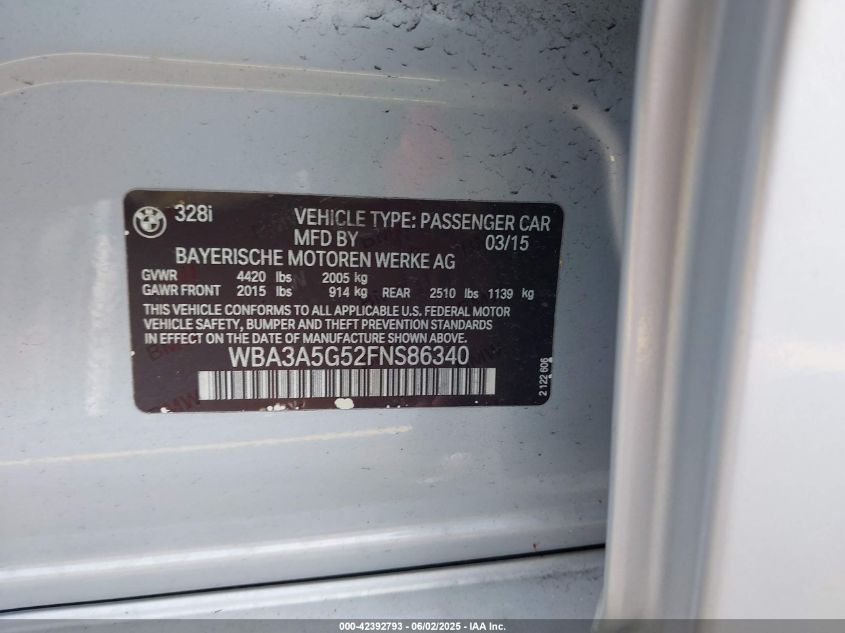 328i VEHICLE TYPE: PASSENGER CAR
MFD BY 03/15
BAYERISCHE MOTOREN WERKE AG
GVWR 4420 lbs 2005 kg
GAWR FRONT 2015 lbs 914 kg REAR 2510 lbs 1139 kg
THIS VEHICLE CONFORMS TO ALL APPLICABLE U.S. FEDERAL MOTOR
VEHICLE SAFETY, BUMPER AND THEFT PREVENTION STANDARDS
IN EFFECT ON THE DATE OF MANUFACTURE SHOWN ABOVE.
WBA3A5G52FNS86340
2 122 606
000-42392793 - 06/02/2025 - IAA Inc.